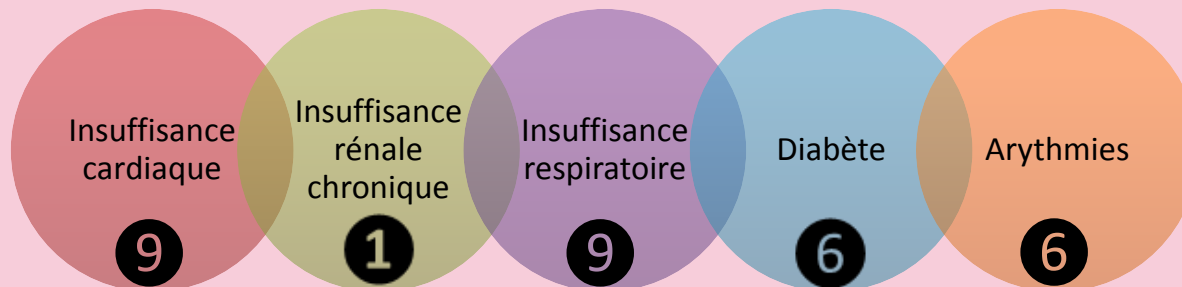 Insuffisance
cardiaque
9
Insuffisance
rénale
chronique
1
Insuffisance
respiratoire
9
Diabète
6
Arythmies
6